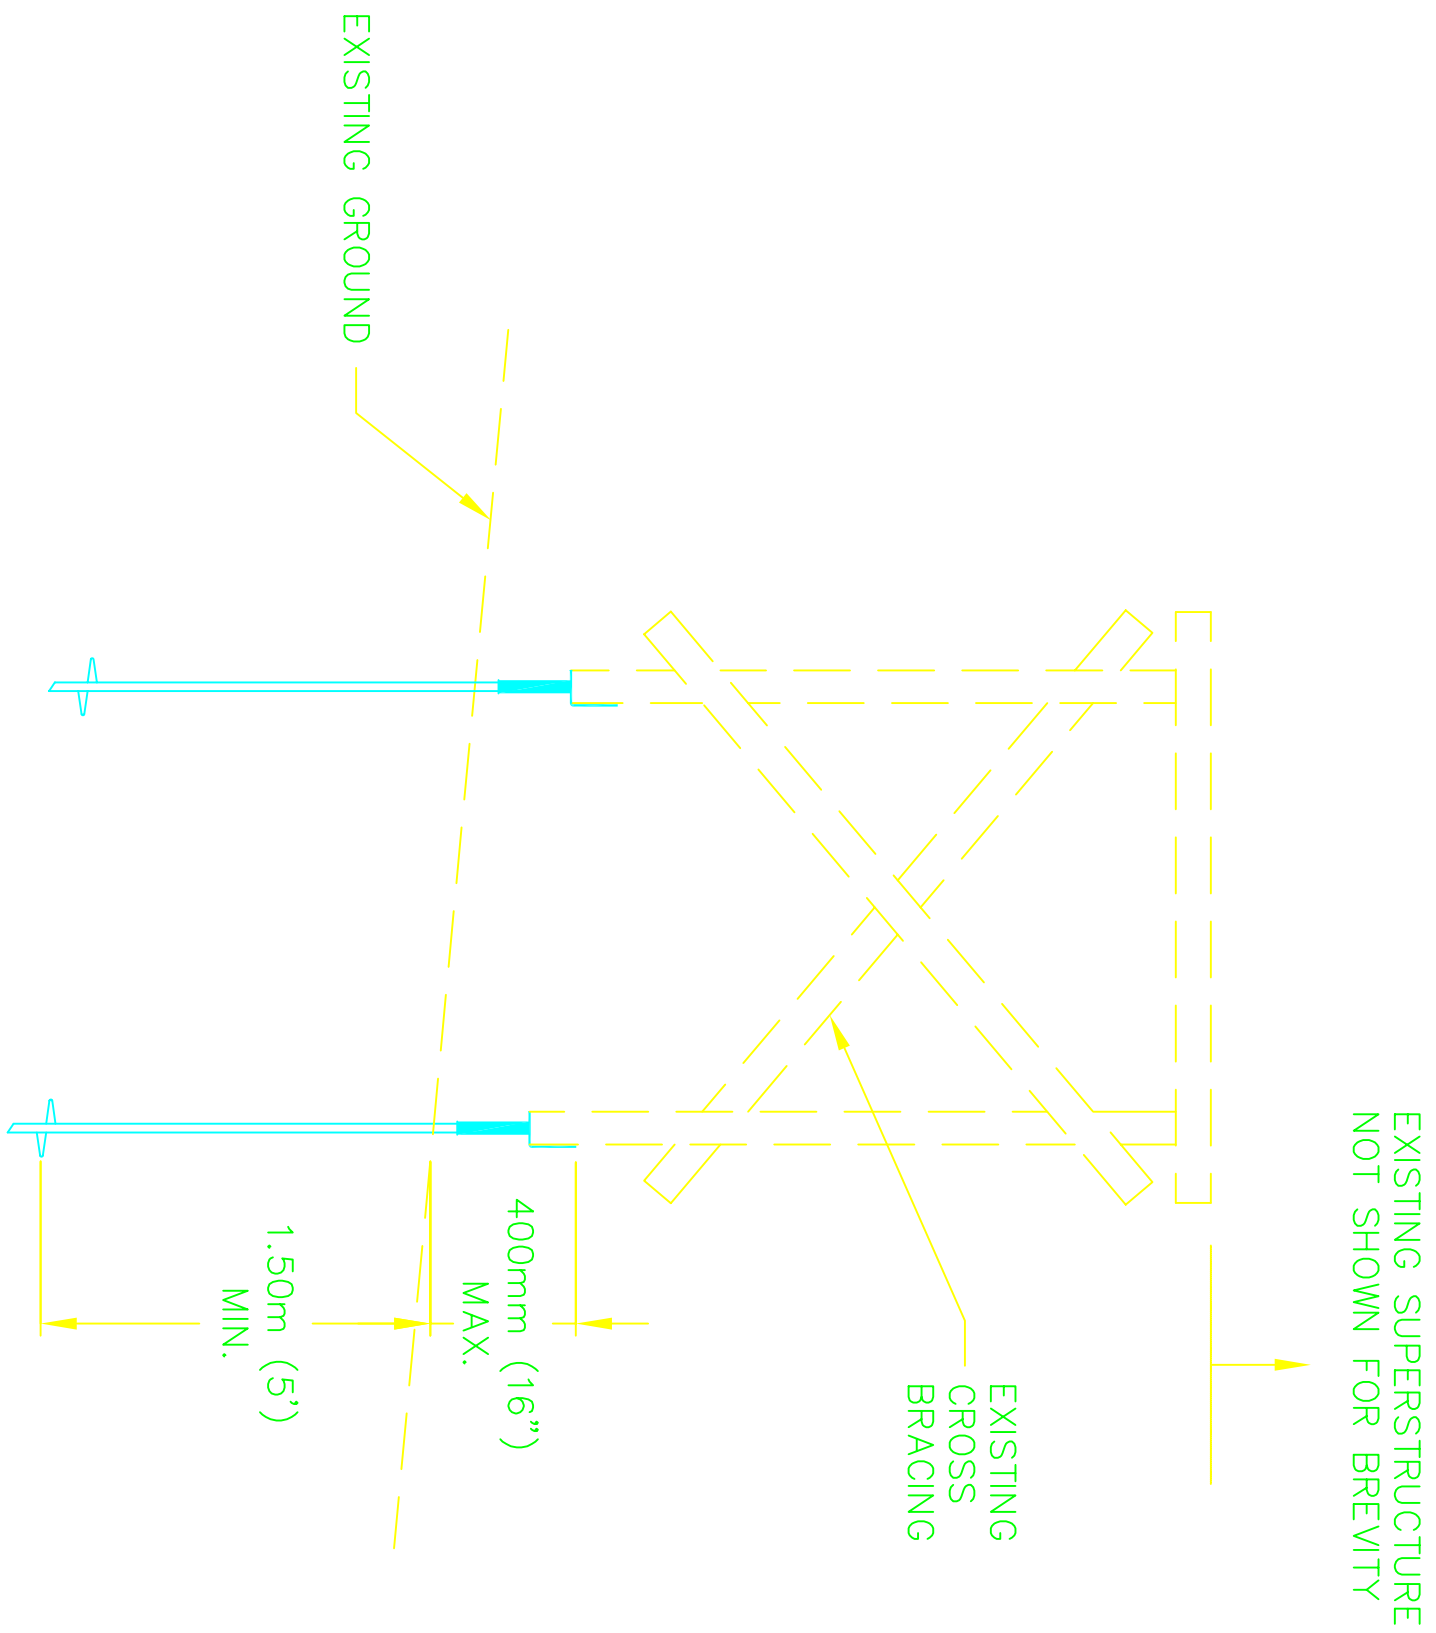 EXISTING SUPERSTRUCTURE
NOT SHOWN FOR BREVITY
EXISTING
CROSS
BRACING
400mm (16")
MAX.
EXISTING GROUND
1.50m (5')
MIN.